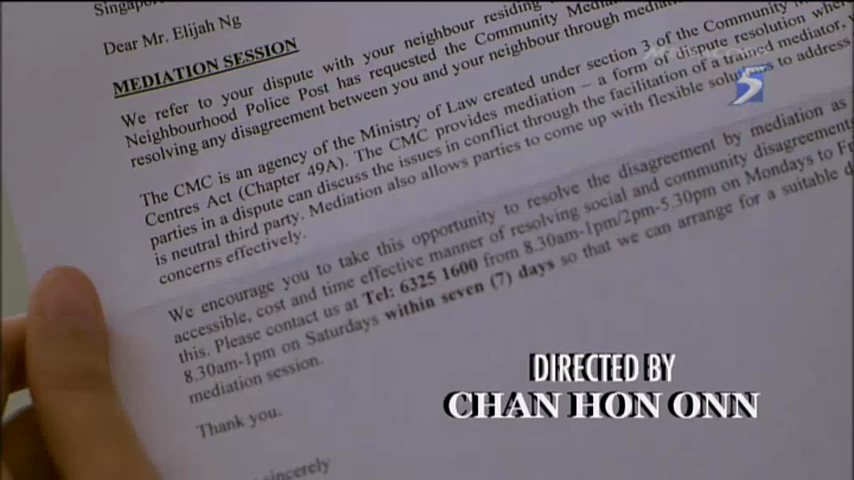 Singapo
Dear Mr. Elijah Ng
MEDIATION SESSION
We refer to your dispute with your neighbour residing
Neighbourhood Police Post has requested the Community Media
resolving any disagreement between you and your neighbour through mediat
The CMC is an agency of the Ministry of Law created under section 3 of the Community M
Centres Act (Chapter 49A). The CMC provides mediation – a form of dispute resolution whe
parties in a dispute can discuss the issues in conflict through the facilitation of a trained mediator,
is neutral third party. Mediation also allows parties to come up with flexible solutions to address
concerns effectively.
We encourage you to take this opportunity to resolve the disagreement by mediation as
accessible, cost and time effective manner of resolving social and community disagreements
this. Please contact us at Tel: 6325 1600 from 8.30am-1pm/2pm-5.30pm on Mondays to Fr
8.30am-1pm on Saturdays within seven (7) days so that we can arrange for a suitable d
mediation session.
Thank you.
sincerely
5
DIRECTED BY
CHAN HON ONN